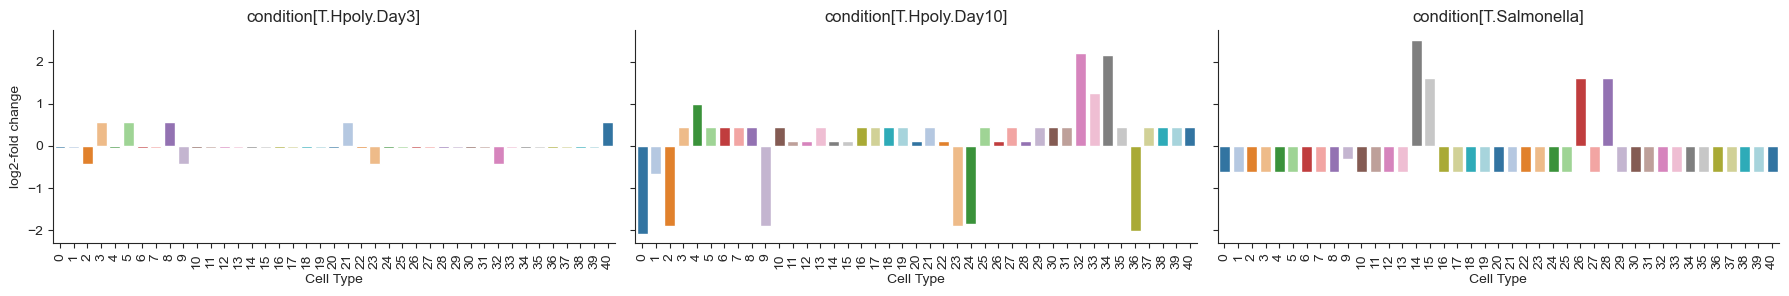 condition[T.Hpoly.Day3]
condition[T.Hpoly.Day10]
condition[T.Salmonella]
log2-fold change
2
1
0
−1
−2
0 1 2 3 4 5 6 7 8 9 10 11 12 13 14 15 16 17 18 19 20 21 22 23 24 25 26 27 28 29 30 31 32 33 34 35 36 37 38 39 40
0 1 2 3 4 5 6 7 8 9 10 11 12 13 14 15 16 17 18 19 20 21 22 23 24 25 26 27 28 29 30 31 32 33 34 35 36 37 38 39 40
0 1 2 3 4 5 6 7 8 9 10 11 12 13 14 15 16 17 18 19 20 21 22 23 24 25 26 27 28 29 30 31 32 33 34 35 36 37 38 39 40
Cell Type
Cell Type
Cell Type